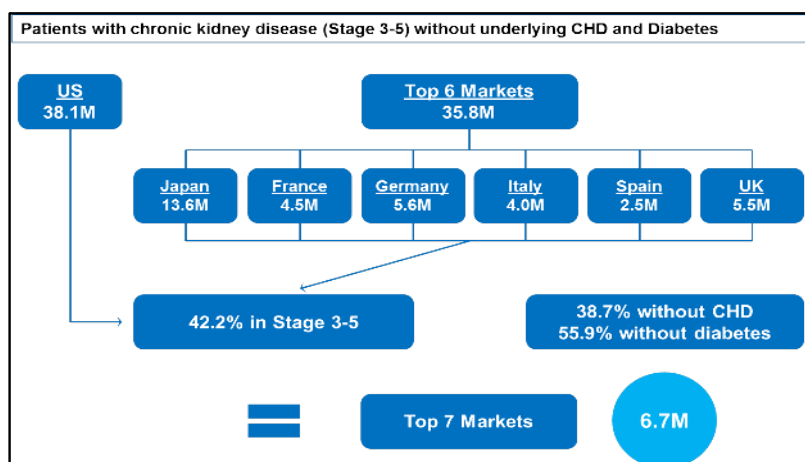 Patients with chronic kidney disease (Stage 3-5) without underlying CHD and Diabetes
US
38.1M
Top 6 Markets
35.8M
Japan
13.6M
France
4.5M
Germany
5.6M
Italy
4.0M
Spain
2.5M
UK
5.5M
42.2% in Stage 3-5
38.7% without CHD
55.9% without diabetes
Top 7 Markets
6.7M